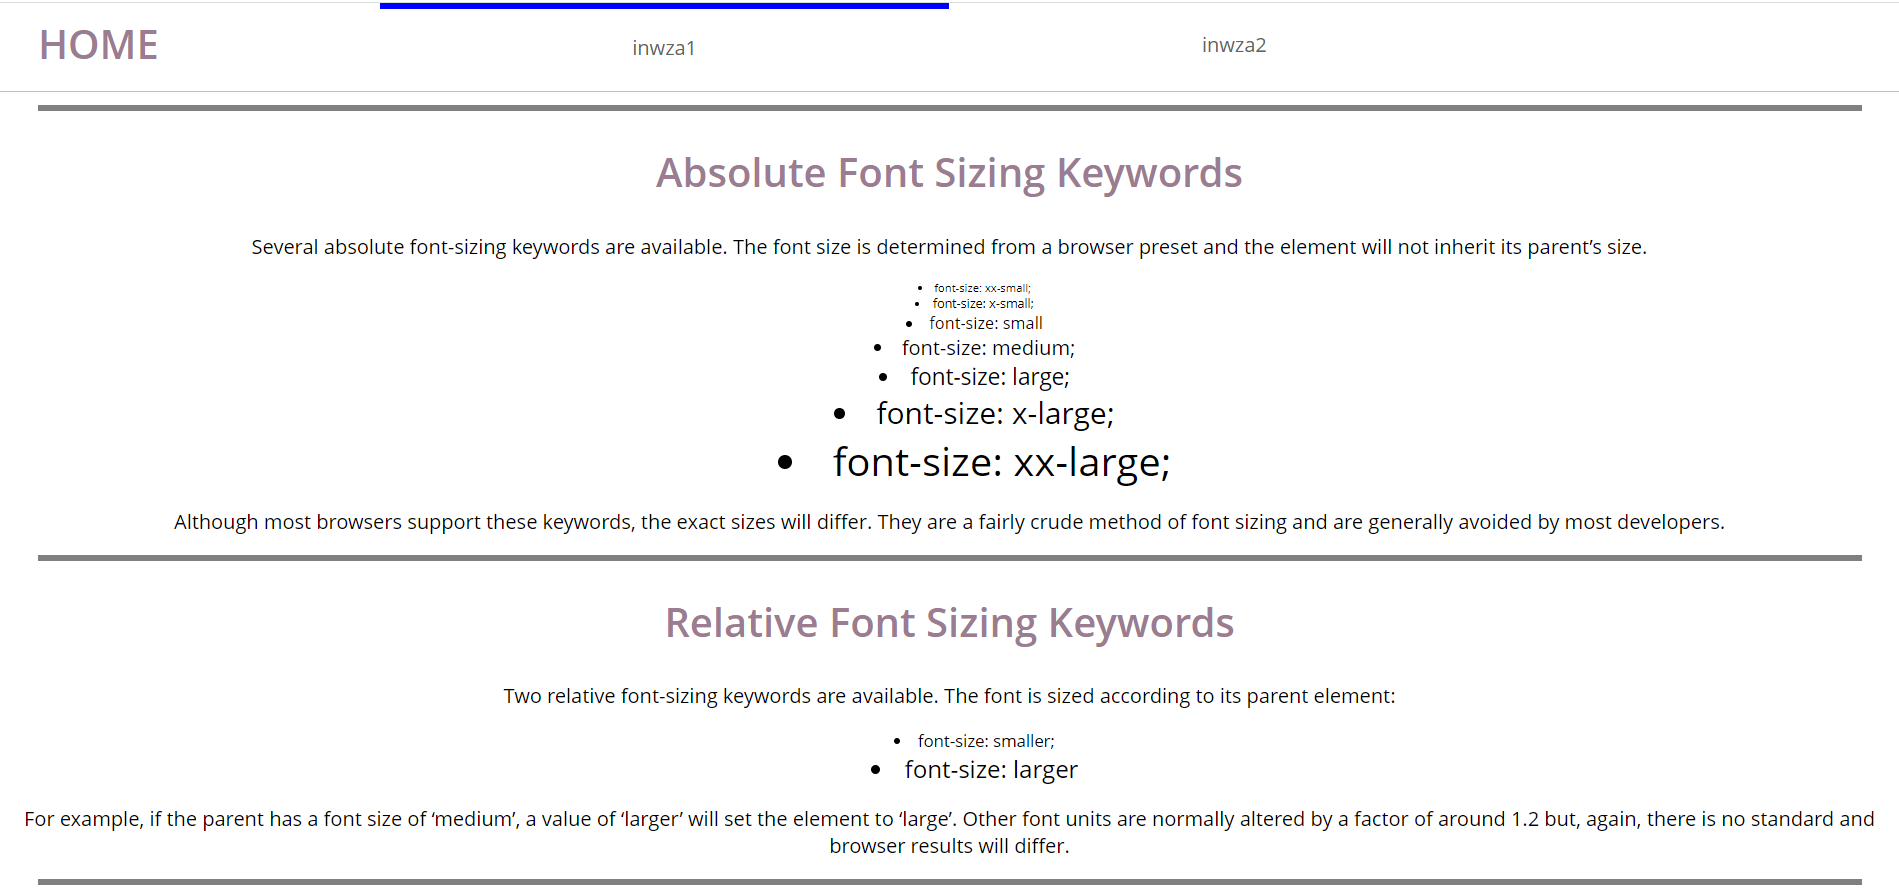 HOME
inwza1
inwza2
Absolute Font Sizing Keywords
Several absolute font-sizing keywords are available. The font size is determined from a browser preset and the element will not inherit its parent’s size.
• font-size: xx-small;
• font-size: x-small;
• font-size: small
• font-size: medium;
• font-size: large;
• font-size: x-large;
• font-size: xx-large;
Although most browsers support these keywords, the exact sizes will differ. They are a fairly crude method of font sizing and are generally avoided by most developers.
Relative Font Sizing Keywords
Two relative font-sizing keywords are available. The font is sized according to its parent element:
• font-size: smaller;
• font-size: larger
For example, if the parent has a font size of ‘medium’, a value of ‘larger’ will set the element to ‘large’. Other font units are normally altered by a factor of around 1.2 but, again, there is no standard and
browser results will differ.